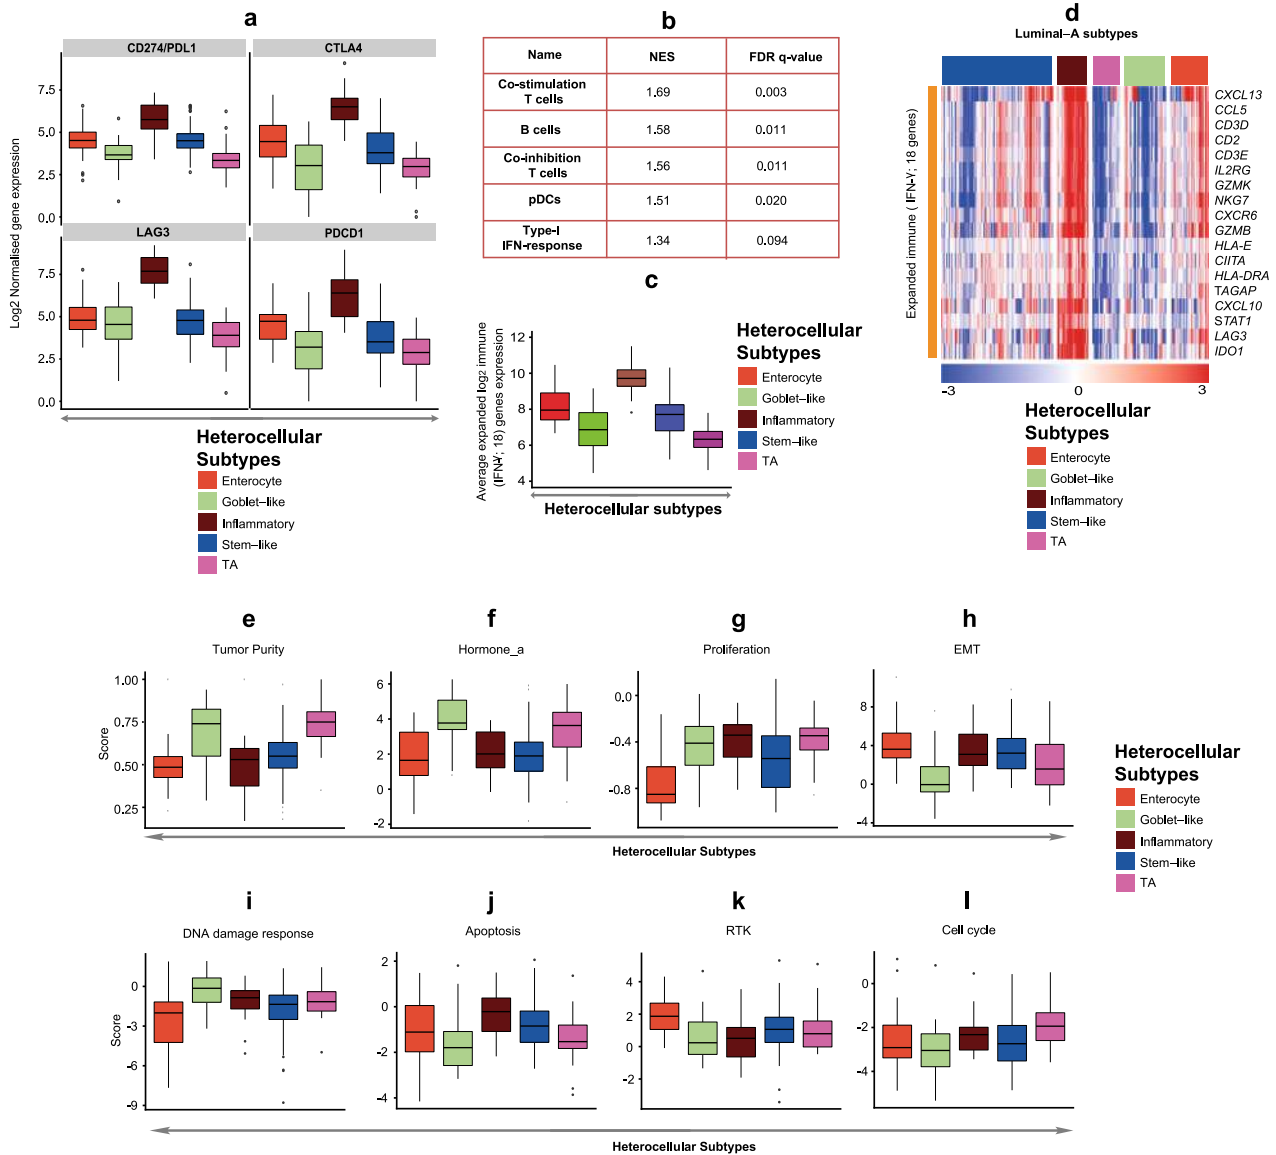 a
CD274/PDL1
CTLA4
7.5
5.0
2.5
0.0
LAG3
PDCD1
7.5
5.0
2.5
0.0
Log2 Normalised gene expression
Heterocellular
Subtypes
Enterocyte
Goblet–like
Inflammatory
Stem–like
TA
b
Name NES FDR q-value
Co-stimulation
T cells
1.69 0.003
B cells 1.58 0.011
Co-inhibition
T cells
1.56 0.011
pDCs 1.51 0.020
Type-I
IFN-response
1.34 0.094
c
Average expanded log2 immune
(IFN-γ; 18) genes expression
12
10
8
6
4
Heterocellular subtypes
Heterocellular
Subtypes
Enterocyte
Goblet–like
Inflammatory
Stem–like
TA
d
Luminal–A subtypes
Expanded immune ( IFN-γ; 18 genes)
CXCL13
CCL5
CD3D
CD2
CD3E
IL2RG
GZMK
NKG7
CXCR6
GZMB
HLA-E
CIITA
HLA-DRA
TAGAP
CXCL10
STAT1
LAG3
IDO1
-3 0 3
Heterocellular
Subtypes
Enterocyte
Goblet–like
Inflammatory
Stem–like
TA
e
Tumor Purity
Score
1.00
0.75
0.50
0.25
f
Hormone_a
6
4
2
0
-2
g
Proliferation
0.0
-0.4
-0.8
h
EMT
8
4
0
-4
Heterocellular Subtypes
Heterocellular
Subtypes
Enterocyte
Goblet–like
Inflammatory
Stem–like
TA
i
DNA damage response
Score
0
-3
-6
-9
j
Apoptosis
2
0
-2
-4
k
RTK
4
2
0
-2
l
Cell cycle
0
-2
-4
Heterocellular Subtypes